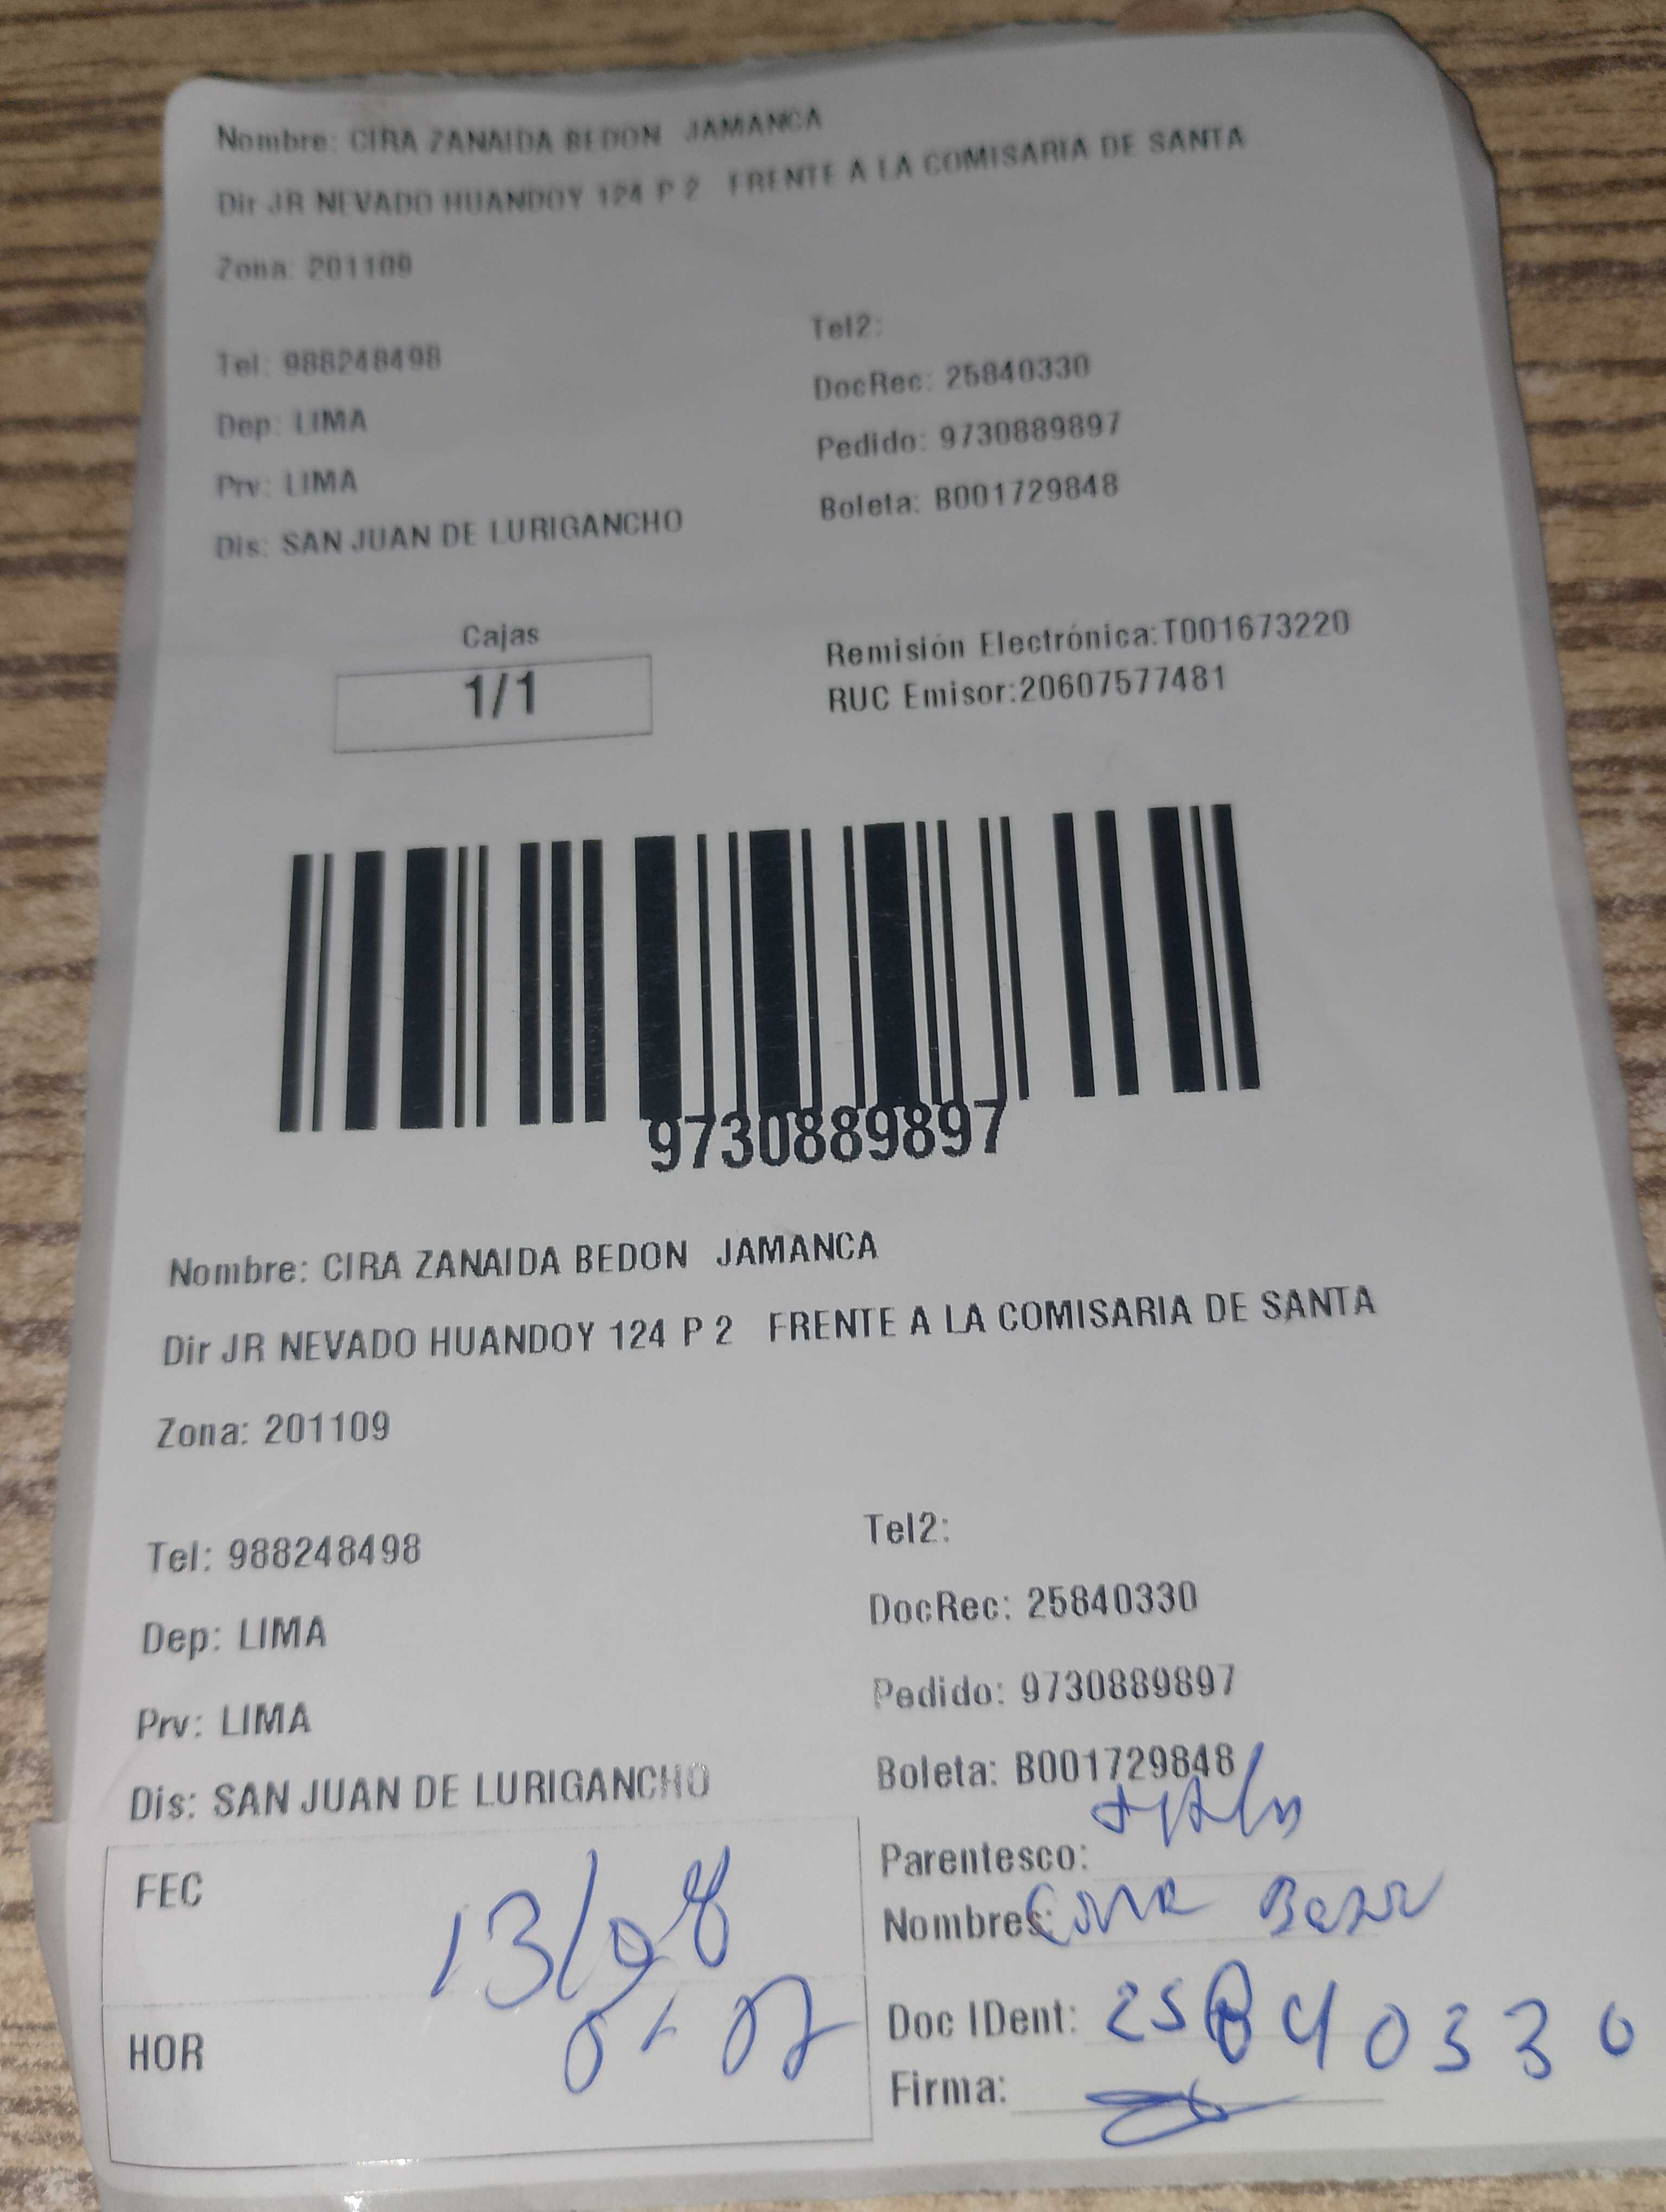 Nombre: CIRA ZANAIDA BEDON JAMANCA
Dir JR NEVADO HUANDOY 124 P 2 FRENTE A LA COMISARIA DE SANTA
Zona: 201109
Tel2:
Tel: 988248498
DocRec: 25840330
Dep: LIMA
Pedido: 9730889897
Prv: LIMA
Boleta: B001729848
Dis: SAN JUAN DE LURIGANCHO
Cajas
1/1
Remisión Electrónica:T001673220
RUC Emisor:20607577481
9730889897
Nombre: CIRA ZANAIDA BEDON JAMANCA
Dir JR NEVADO HUANDOY 124 P 2 FRENTE A LA COMISARIA DE SANTA
Zona: 201109
Tel2:
Tel: 988248498
DocRec: 25840330
Dep: LIMA
Pedido: 9730889897
Prv: LIMA
Boleta: B001729848
Dis: SAN JUAN DE LURIGANCHO
Parentesco:
FEC 13/08
Nombres:
HOR
Doc IDent: 25840330
Firma: